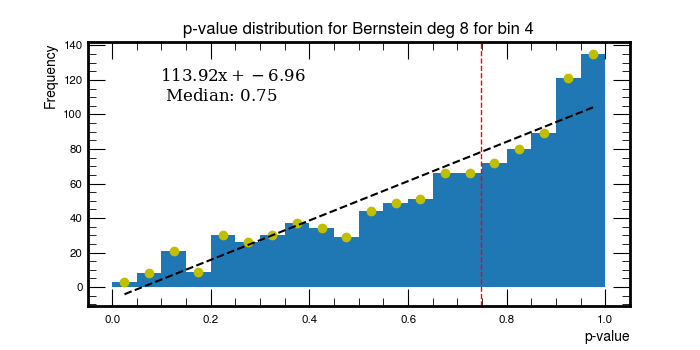 p-value distribution for Bernstein deg 8 for bin 4
Frequency
140
120
100
80
60
40
20
0
113.92x + −6.96
Median: 0.75
0.0 0.2 0.4 0.6 0.8 1.0
p-value